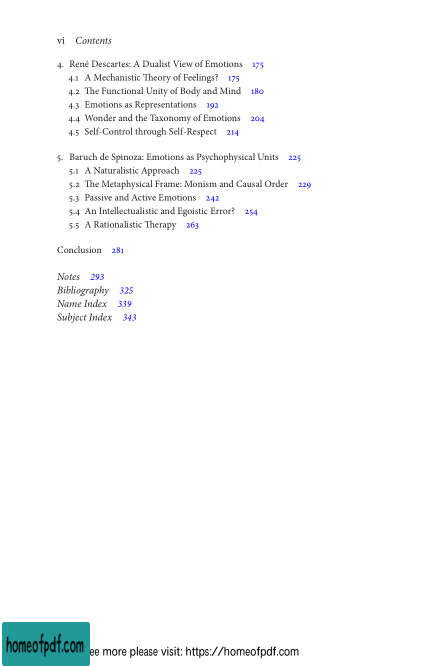 vi Contents
4. René Descartes: A Dualist View of Emotions 175
4.1 A Mechanistic Theory of Feelings? 175
4.2 The Functional Unity of Body and Mind 180
4.3 Emotions as Representations 192
4.4 Wonder and the Taxonomy of Emotions 204
4.5 Self-Control through Self-Respect 214
5. Baruch de Spinoza: Emotions as Psychophysical Units 225
5.1 A Naturalistic Approach 225
5.2 The Metaphysical Frame: Monism and Causal Order 229
5.3 Passive and Active Emotions 242
5.4 An Intellectualistic and Egoistic Error? 254
5.5 A Rationalistic Therapy 263
Conclusion 281
Notes 293
Bibliography 325
Name Index 339
Subject Index 343
homeofpdf.com ee more please visit: https://homeofpdf.com